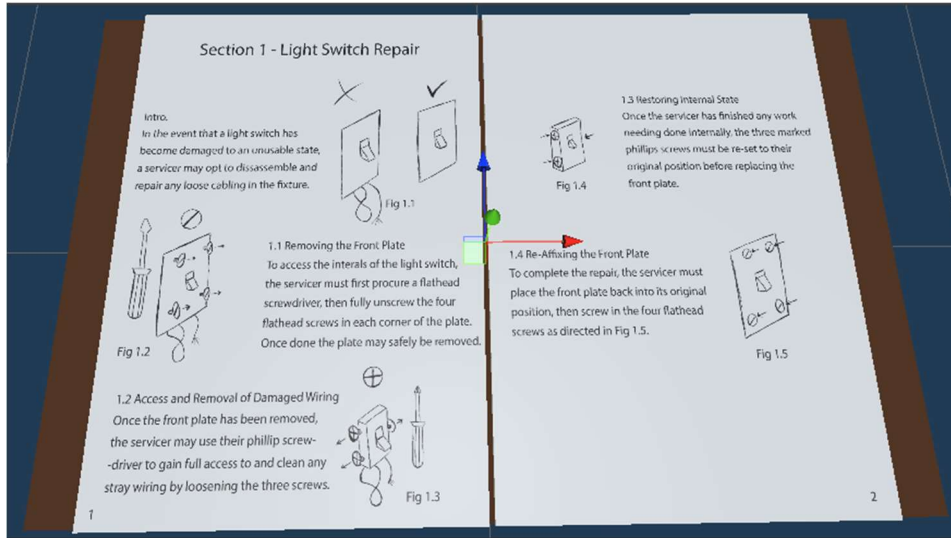 Section 1 - Light Switch Repair
Intro.
In the event that a light switch has
become damaged to an unusable state,
a servicer may opt to dissassemble and
repair any loose cabling in the fixture.
Fig 1.1
1.1 Removing the Front Plate
To access the interals of the light switch,
the servicer must first procure a flathead
screwdriver, then fully unscrew the four
flathead screws in each corner of the plate.
Once done the plate may safely be removed.
Fig 1.2
1.2 Access and Removal of Damaged Wiring
Once the front plate has been removed,
the servicer may use their phillip screw-
-driver to gain full access to and clean any
stray wiring by loosening the three screws.
Fig 1.3
1
1.3 Restoring Internal State
Once the servicer has finished any work
needing done internally, the three marked
phillips screws must be re-set to their
original position before replacing the
front plate.
Fig 1.4
1.4 Re-Affixing the Front Plate
To complete the repair, the servicer must
place the front plate back into its original
position, then screw in the four flathead
screws as directed in Fig 1.5.
Fig 1.5
2